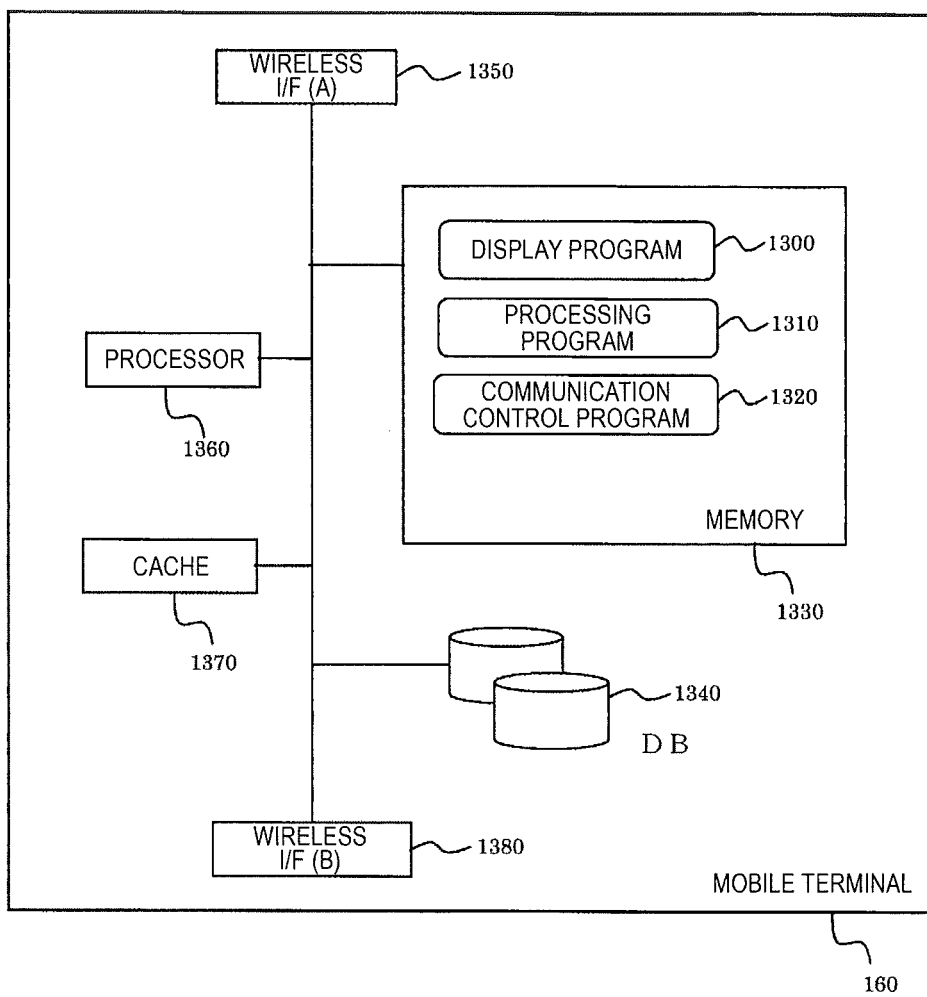 WIRELESS
I/F (A)
1350
DISPLAY PROGRAM
1300
PROCESSING
PROGRAM
1310
COMMUNICATION
CONTROL PROGRAM
1320
MEMORY
1330
PROCESSOR
1360
CACHE
1370
1340
DB
WIRELESS
I/F (B)
1380
MOBILE TERMINAL
160